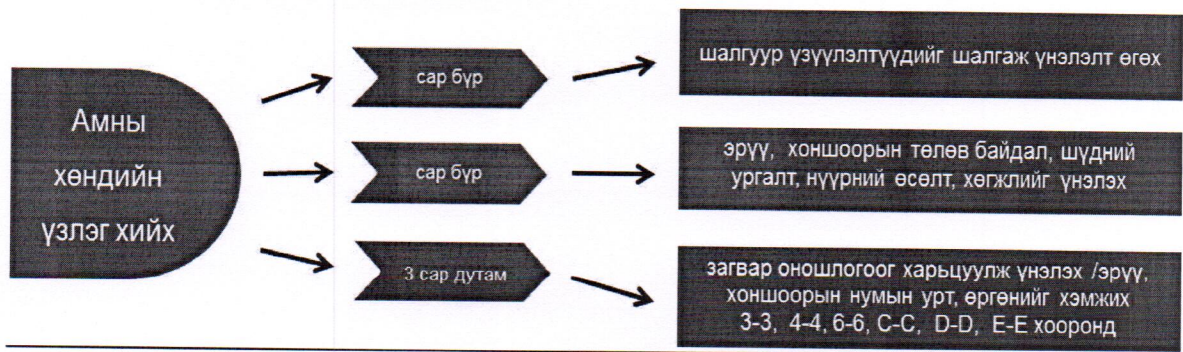 Амны
хөндийн
үзлэг хийх
сар бүр
шалгуур үзүүлэлтүүдийг шалгаж үнэлэлт өгөх
сар бүр
эрүү, хоншоорын төлөв байдал, шүдний
ургалт, нүүрний өсөлт, хөгжлийг үнэлэх
3 сар дутам
загвар оношлогоог харьцуулж үнэлэх /эрүү,
хоншоорын нумын урт, өргөнийг хэмжих
3-3, 4-4, 6-6, C-C, D-D, E-E хооронд